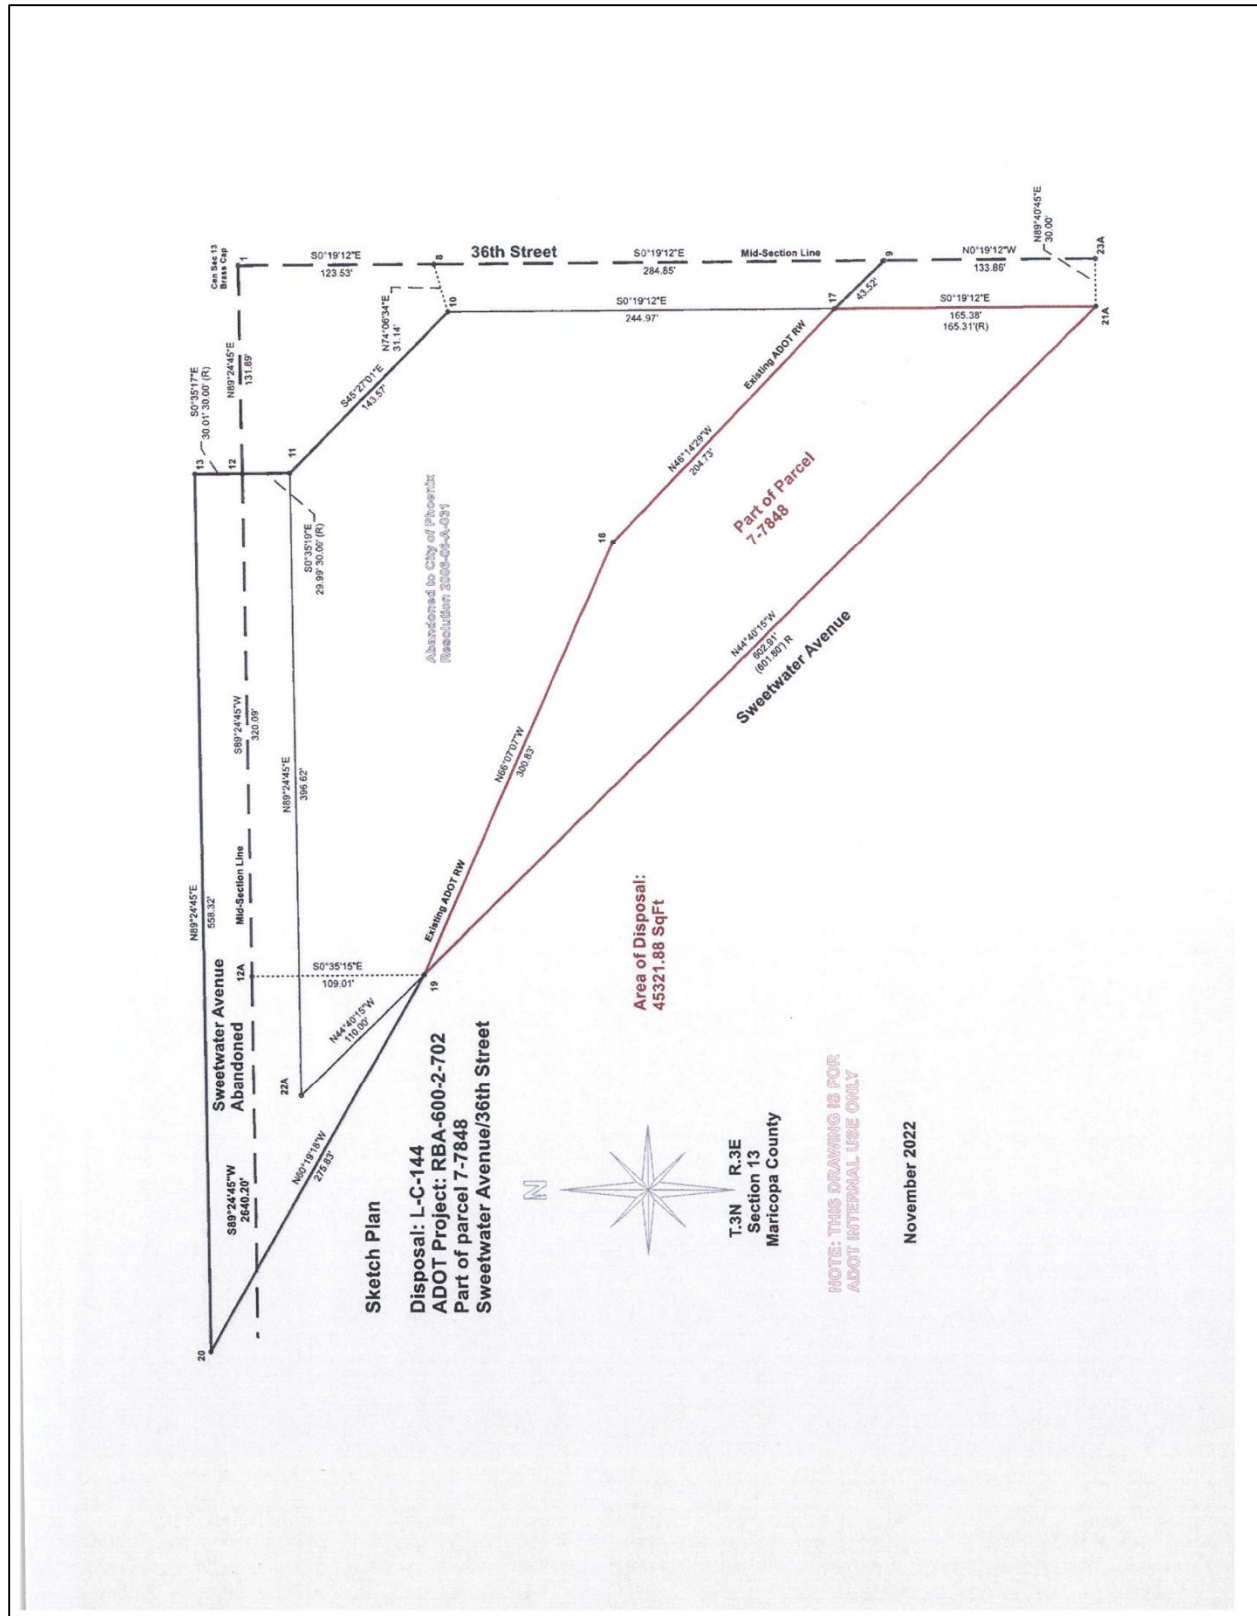 Cen Sec 13
Brass Cap
1
S0°35'17"E
30.01' 30.00' (R)
N89°24'45"E
131.89'
13
12
11
S0°35'19"E
29.99' 30.00' (R)
S0°19'12"E
123.53'
8
36th Street
S0°19'12"E
284.85'
Mid-Section Line
9
N0°19'12"W
133.86'
23A
N89°40'45"E
30.00'
N74°06'34"E
31.14'
10
S45°27'01"E
143.57'
S0°19'12"E
244.97'
17
43.52'
S0°19'12"E
165.38'
165.31'(R)
21A
N89°24'45"E
558.32'
S89°24'45"W
320.09'
Mid-Section Line
N89°24'45"E
396.62'
Abandoned to City of Phoenix
Resolution 2006-06-A-031
Existing ADOT RW
N46°14'29"W
204.73'
18
Part of Parcel
7-7848
N66°07'07"W
300.83'
Existing ADOT RW
N44°40'15"W
602.91'
(601.80') R
Sweetwater Avenue
Sweetwater Avenue
Abandoned
12A
S0°35'15"E
109.01'
19
N44°40'15"W
110.00'
22A
S89°24'45"W
2640.20'
N60°19'18"W
275.83'
20
Area of Disposal:
45321.88 SqFt
Sketch Plan
Disposal: L-C-144
ADOT Project: RBA-600-2-702
Part of parcel 7-7848
Sweetwater Avenue/36th Street
N
T.3N R.3E
Section 13
Maricopa County
NOTE: THIS DRAWING IS FOR
ADOT INTERNAL USE ONLY
November 2022